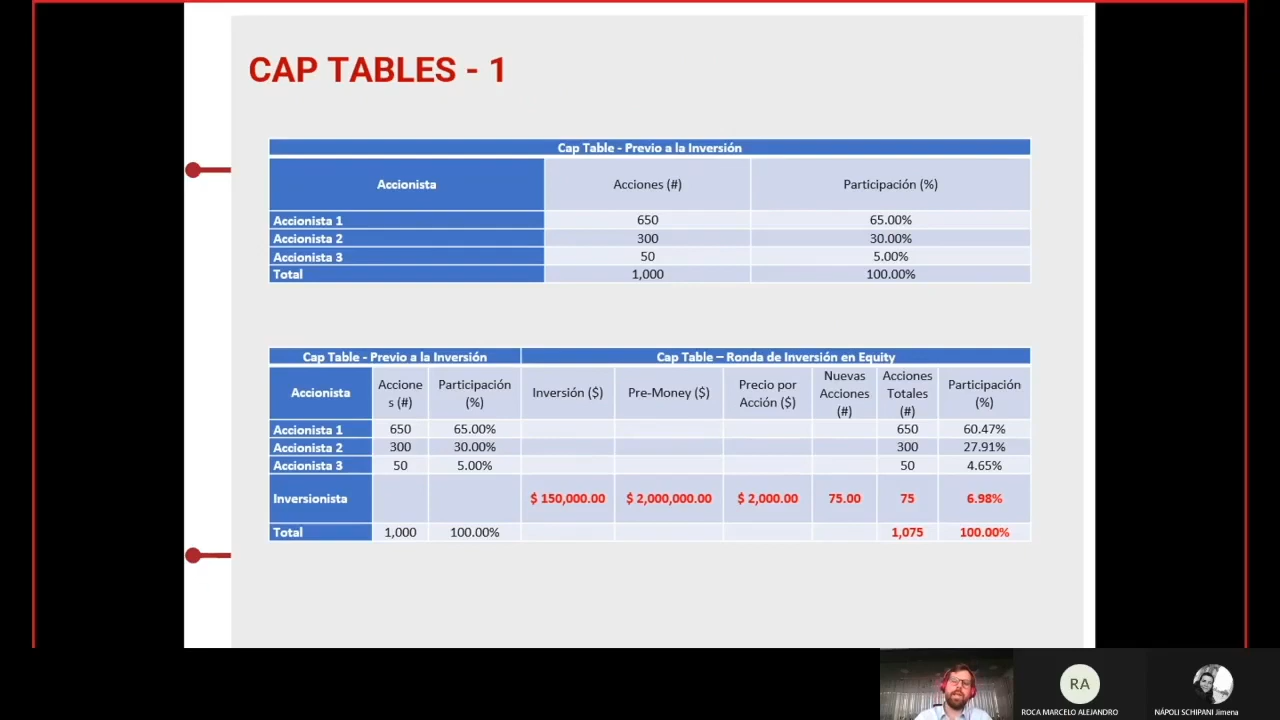 CAP TABLES - 1
Cap Table - Previo a la Inversión
Accionista Acciones (#) Participación (%)
Accionista 1 650 65.00%
Accionista 2 300 30.00%
Accionista 3 50 5.00%
Total 1,000 100.00%
Cap Table - Previo a la Inversión Cap Table – Ronda de Inversión en Equity
Accionista
Accione
s (#)
Participación
(%)
Inversión ($)
Pre-Money ($)
Precio por
Acción ($)
Nuevas
Acciones
(#)
Acciones
Totales
(#)
Participación
(%)
Accionista 1 650 65.00% 650 60.47%
Accionista 2 300 30.00% 300 27.91%
Accionista 3 50 5.00% 50 4.65%
Inversionista $ 150,000.00 $ 2,000,000.00 $ 2,000.00 75.00 75 6.98%
Total 1,000 100.00% 1,075 100.00%
RA
ROCA MARCELO ALEJANDRO
NÁPOLI SCHIPANI Jimena